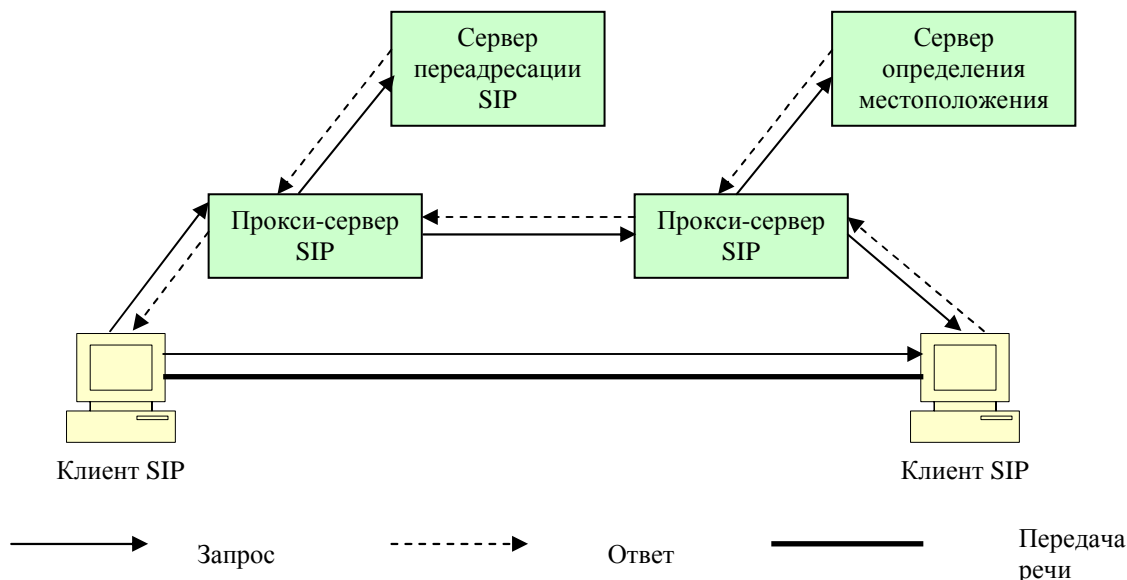 Сервер
переадресации
SIP
Сервер
определения
местоположения
Прокси-сервер
SIP
Прокси-сервер
SIP
Клиент SIP
Клиент SIP
Запрос
Ответ
Передача
речи